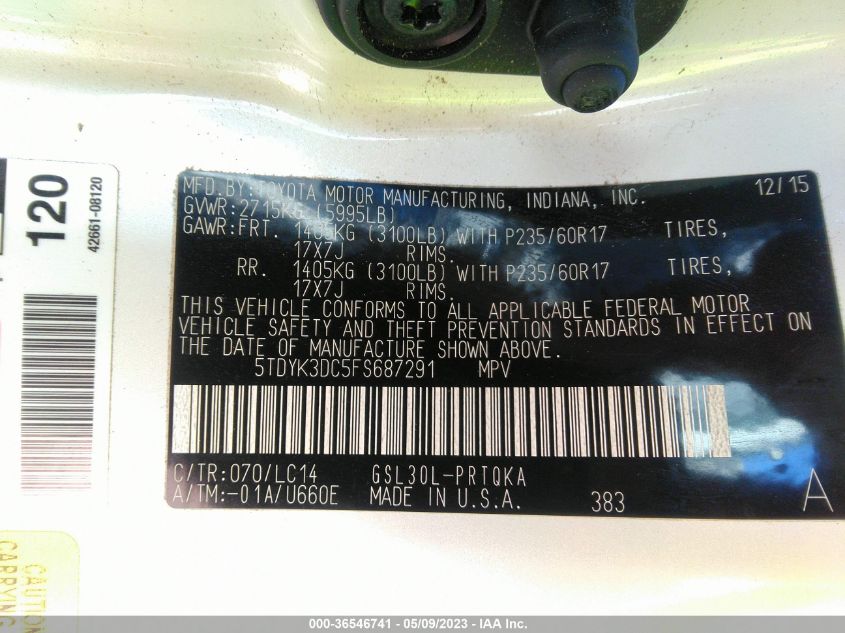 120
42661-08120
MFD.BY:TOYOTA MOTOR MANUFACTURING, INDIANA, INC. 12/15
GVWR:2715KG (5995LB)
GAWR:FRT. 1405KG (3100LB) WITH P235/60R17 TIRES,
17X7J RIMS.
RR. 1405KG (3100LB) WITH P235/60R17 TIRES,
17X7J RIMS.
THIS VEHICLE CONFORMS TO ALL APPLICABLE FEDERAL MOTOR
VEHICLE SAFETY AND THEFT PREVENTION STANDARDS IN EFFECT ON
THE DATE OF MANUFACTURE SHOWN ABOVE.
5TDYK3DC5FS687291 MPV
C/TR:070/LC14 GSL30L-PRTQKA
A/TM:-01A/U660E MADE IN U.S.A. 383 A
CAUTION
CARRYING
000-36546741 / 05/09/2023 - IAA Inc.